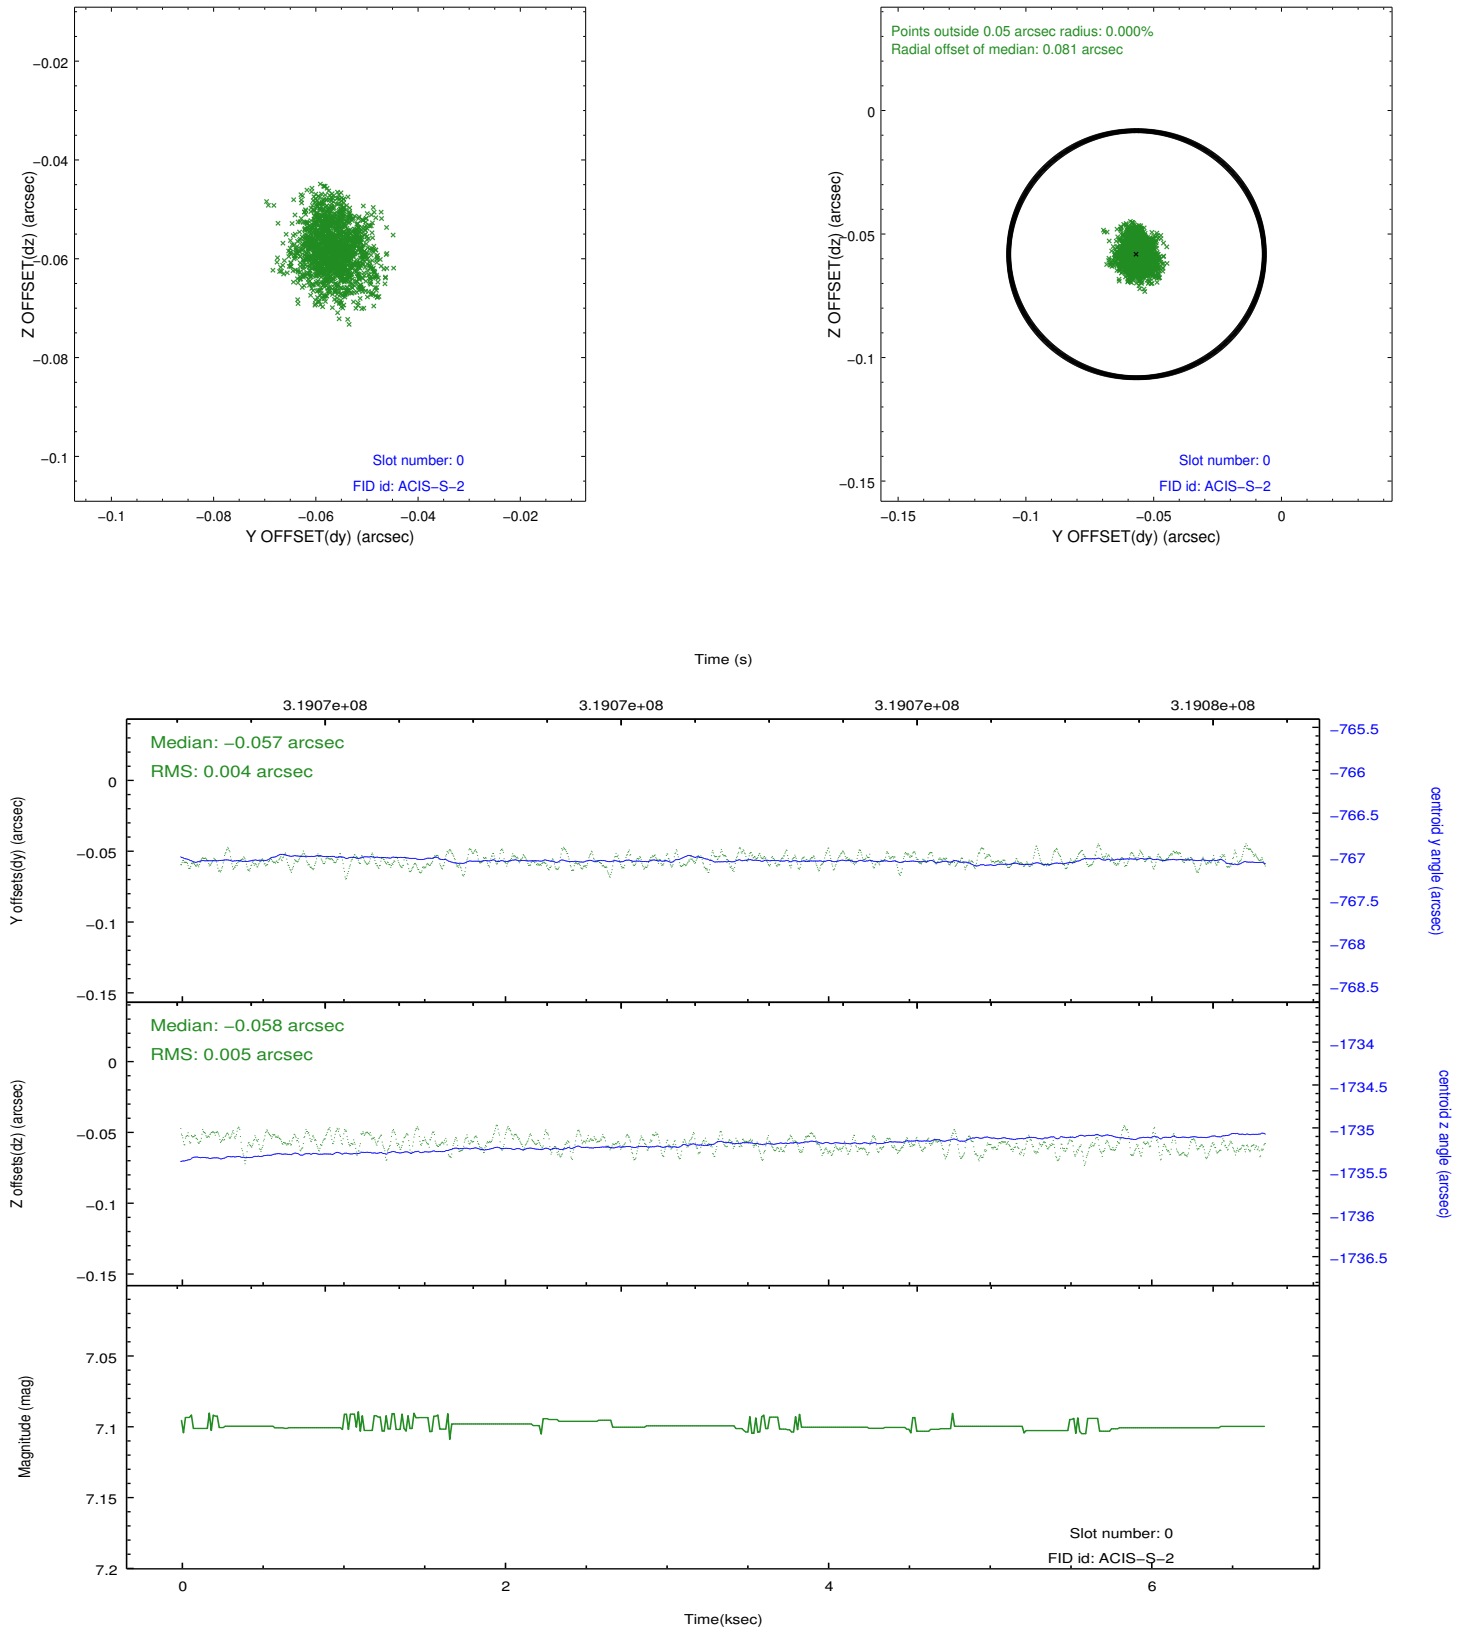 −0.02
−0.04
−0.06
−0.08
−0.1
Z OFFSET(dz) (arcsec)
Slot number: 0
FID id: ACIS−S−2
−0.1
−0.08
−0.06
−0.04
−0.02
Y OFFSET(dy) (arcsec)
Points outside 0.05 arcsec radius: 0.000%
Radial offset of median: 0.081 arcsec
0
−0.05
−0.1
−0.15
Z OFFSET(dz) (arcsec)
Slot number: 0
FID id: ACIS−S−2
−0.15
−0.1
−0.05
0
Y OFFSET(dy) (arcsec)
Time (s)
3.1907e+08
3.1907e+08
3.1907e+08
3.1908e+08
Median: −0.057 arcsec
RMS: 0.004 arcsec
0
−0.05
−0.1
−0.15
Y offsets(dy) (arcsec)
−765.5
−766
−766.5
−767
−767.5
−768
−768.5
centroid y angle (arcsec)
Median: −0.058 arcsec
RMS: 0.005 arcsec
0
−0.05
−0.1
−0.15
Z offsets(dz) (arcsec)
−1734
−1734.5
−1735
−1735.5
−1736
−1736.5
centroid z angle (arcsec)
7.05
7.1
7.15
7.2
Magnitude (mag)
Slot number: 0
FID id: ACIS−S−2
0
2
4
6
Time(ksec)